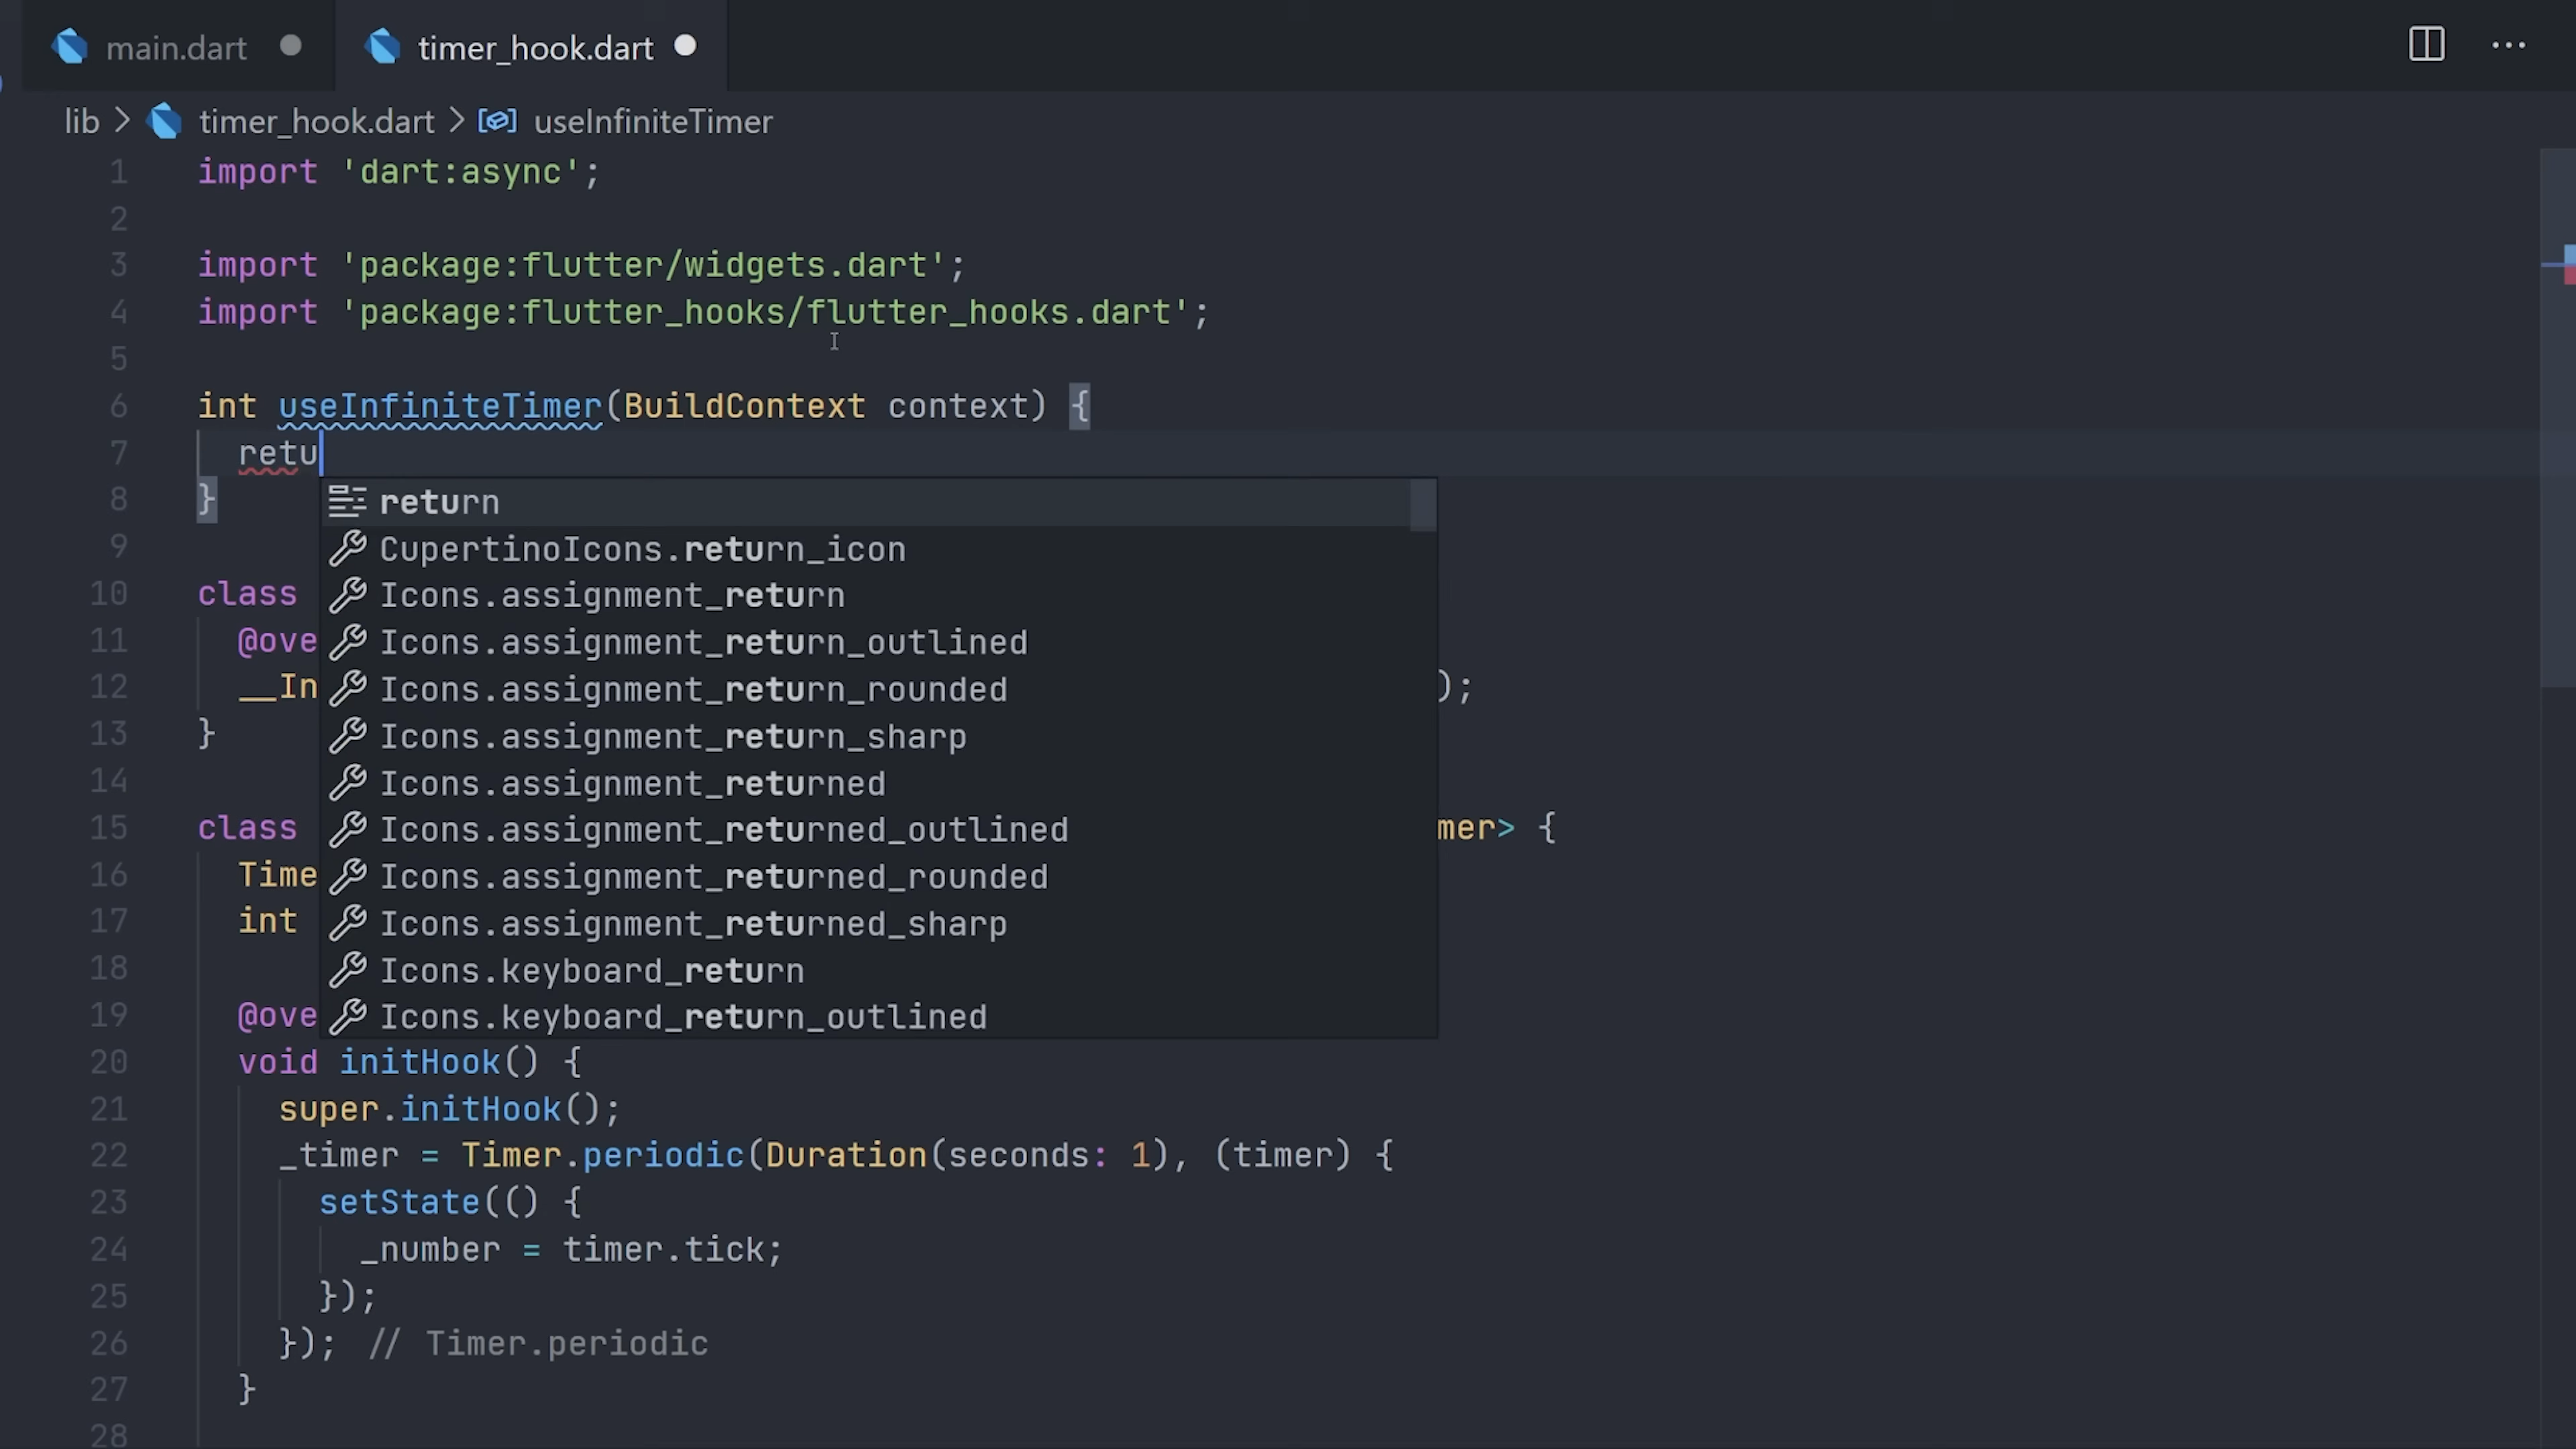 main.dart
timer_hook.dart
lib > timer_hook.dart > useInfiniteTimer
1 import 'dart:async';
2
3 import 'package:flutter/widgets.dart';
4 import 'package:flutter_hooks/flutter_hooks.dart';
5
6 int useInfiniteTimer(BuildContext context) {
7 retu
8 }
return
9
CupertinoIcons.return_icon
10 class
Icons.assignment_return
11 @ove
Icons.assignment_return_outlined
12 __In
Icons.assignment_return_rounded
);
13 }
Icons.assignment_return_sharp
14
Icons.assignment_returned
15 class
Icons.assignment_returned_outlined
mer> {
16 Time
Icons.assignment_returned_rounded
17 int
Icons.assignment_returned_sharp
18
Icons.keyboard_return
19 @ove
Icons.keyboard_return_outlined
20 void initHook() {
21 super.initHook();
22 _timer = Timer.periodic(Duration(seconds: 1), (timer) {
23 setState(() {
24 _number = timer.tick;
25 });
26 }); // Timer.periodic
27 }
28